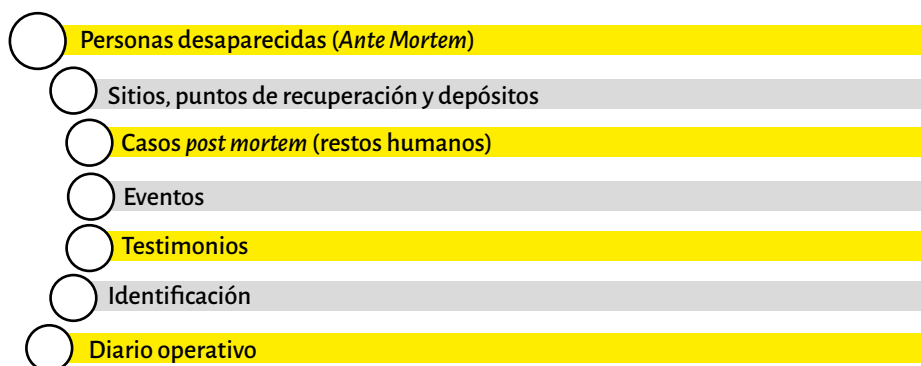 Personas desaparecidas (Ante Mortem)
Sitios, puntos de recuperación y depósitos
Casos post mortem (restos humanos)
Eventos
Testimonios
Identificación
Diario operativo